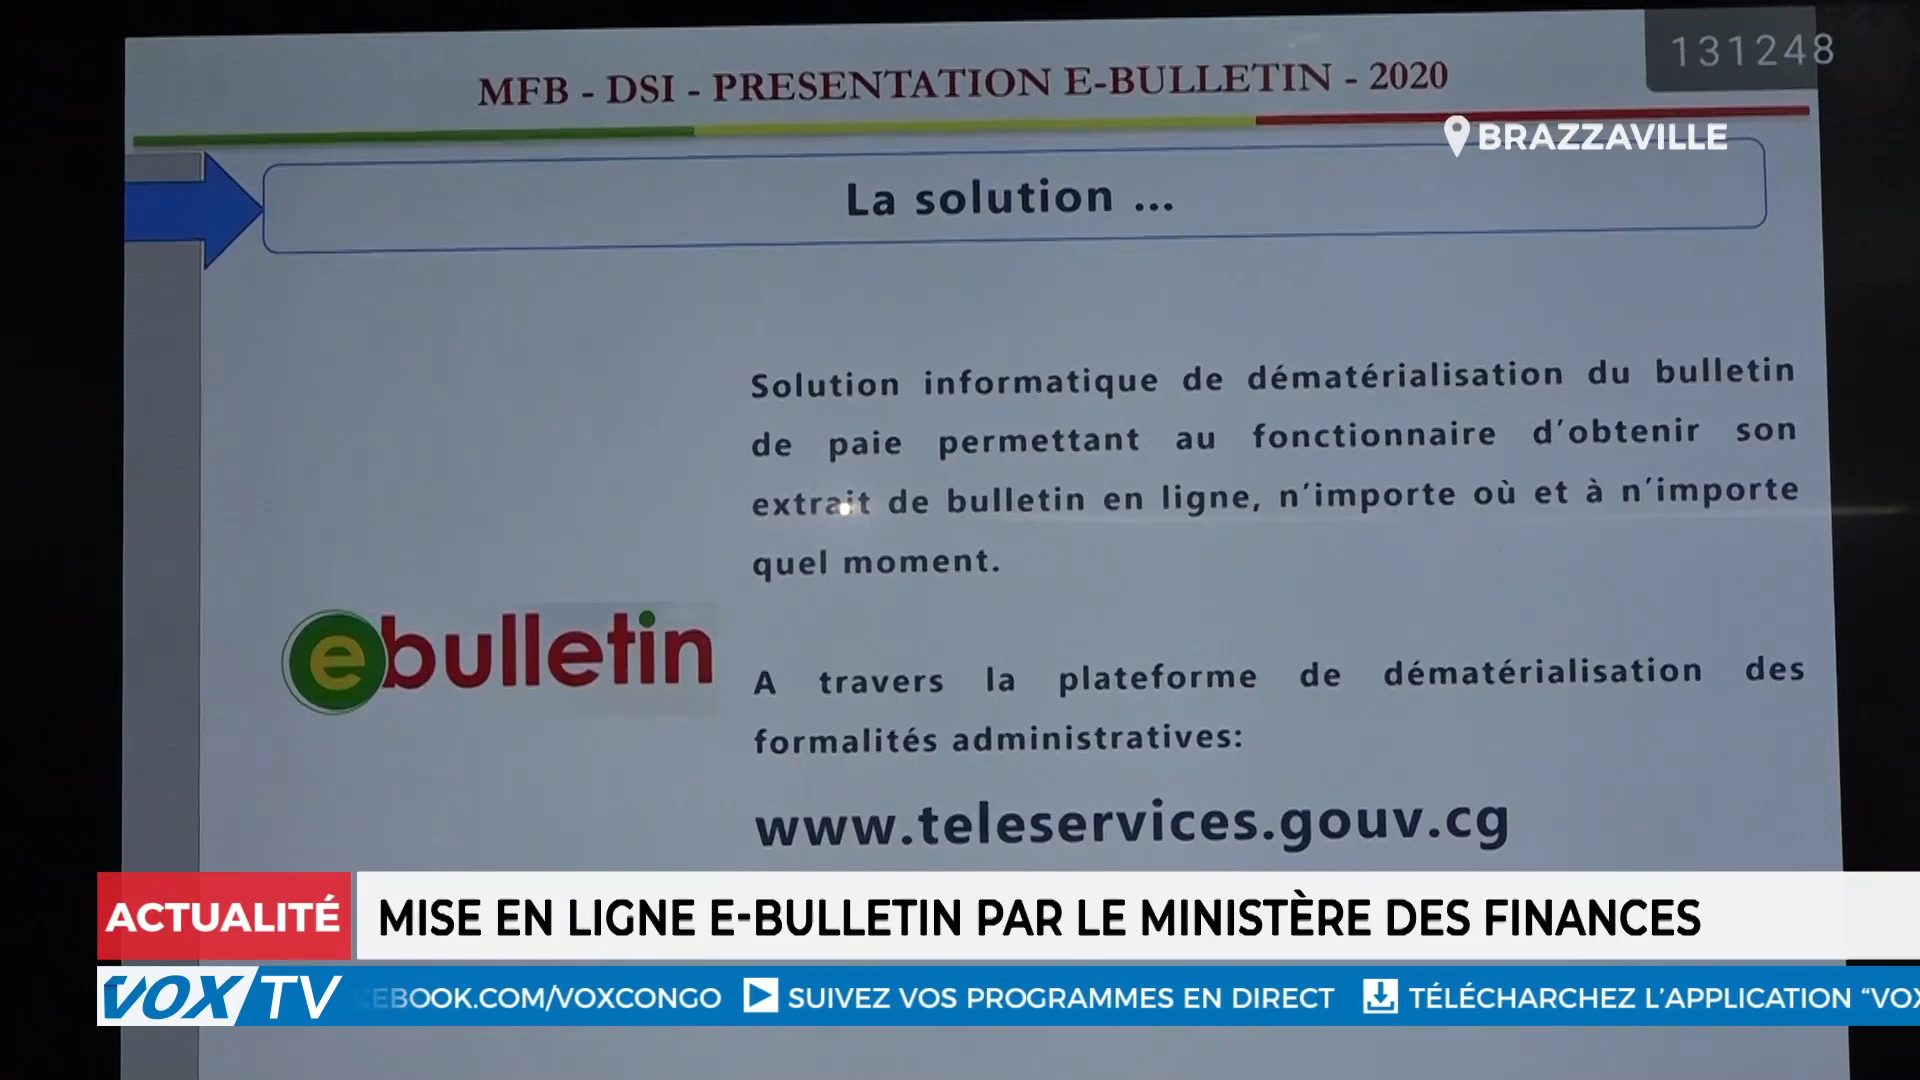 131248
MFB - DSI - PRESENTATION E-BULLETIN - 2020
BRAZZAVILLE
La solution ...
Solution informatique de dématérialisation du bulletin
de paie permettant au fonctionnaire d'obtenir son
extrait de bulletin en ligne, n'importe où et à n'importe
quel moment.
ebulletin
A travers la plateforme de dématérialisation des
formalités administratives:
www.teleservices.gouv.cg
ACTUALITÉ
MISE EN LIGNE E-BULLETIN PAR LE MINISTÈRE DES FINANCES
VOX TV
EBOOK.COM/VOXCONGO SUIVEZ VOS PROGRAMMES EN DIRECT TÉLÉCHARCHEZ L'APPLICATION "VOX